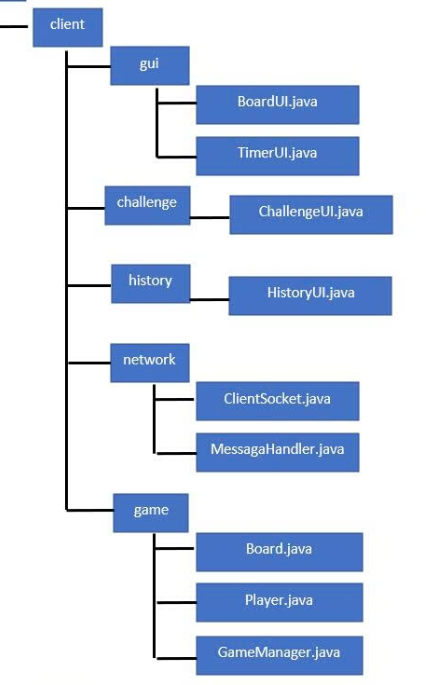 client
gui
BoardUI.java
TimerUI.java
challenge
ChallengeUI.java
history
HistoryUI.java
network
ClientSocket.java
MessagaHandler.java
game
Board.java
Player.java
GameManager.java